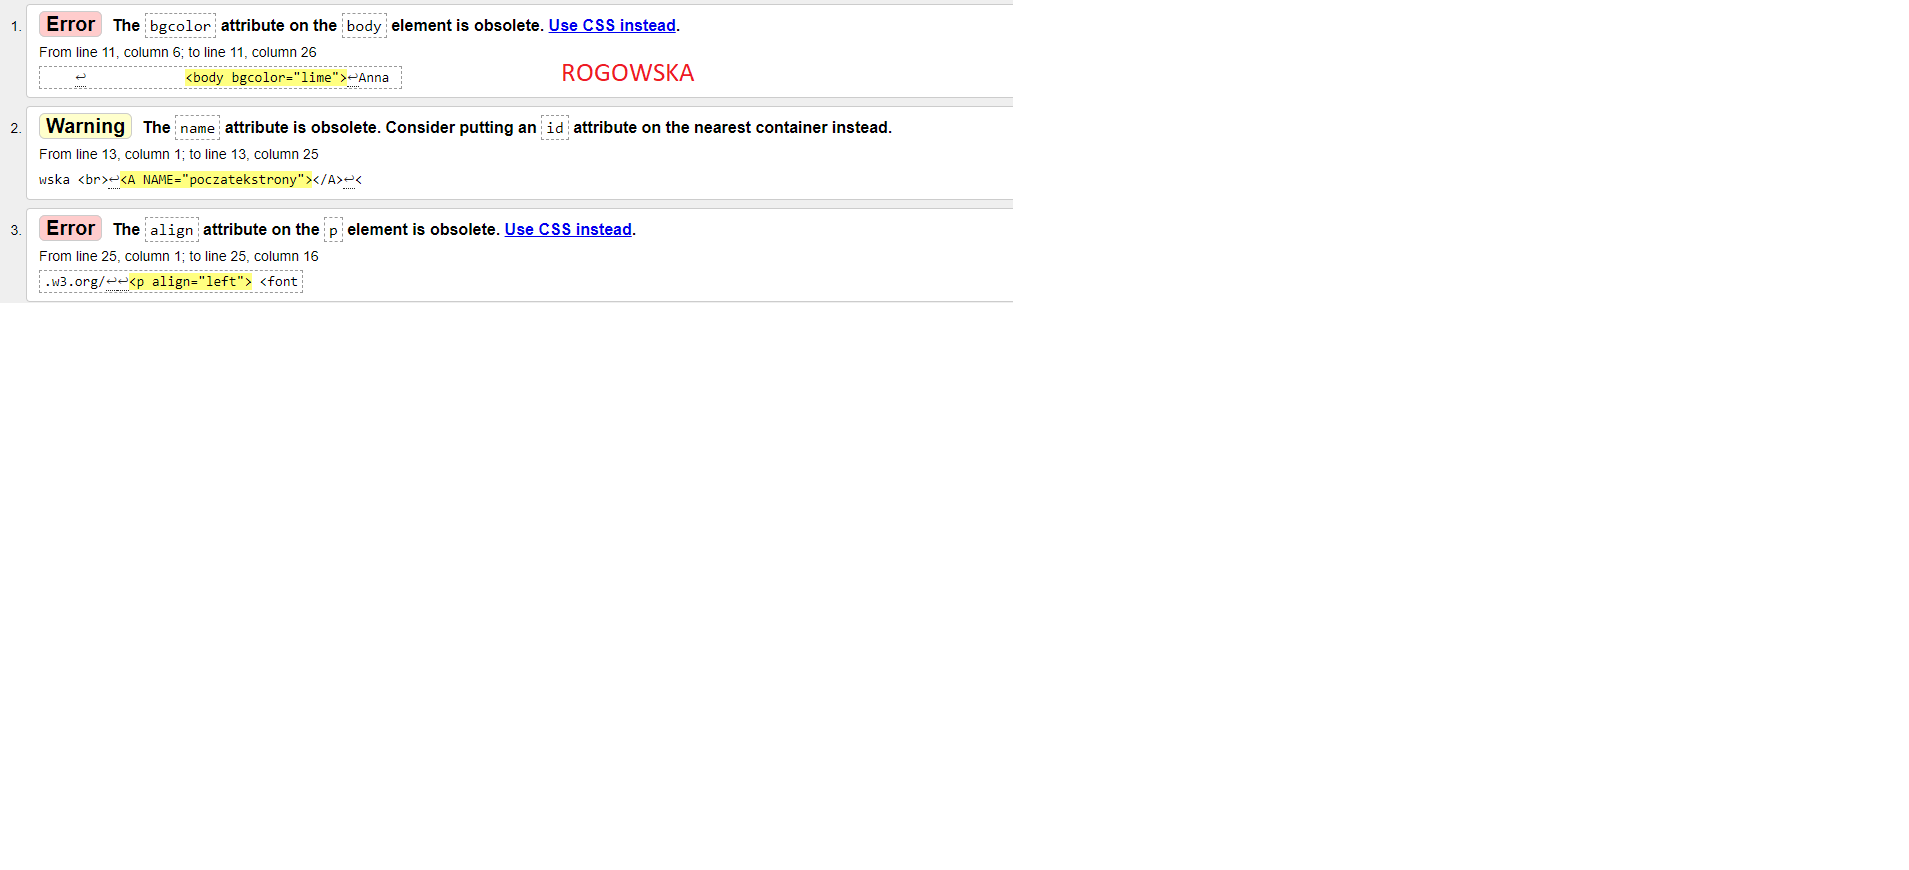 1. Error The bgcolor attribute on the body element is obsolete. Use CSS instead.
From line 11, column 6; to line 11, column 26
↩ <body bgcolor="lime">↩Anna
ROGOWSKA
2. Warning The name attribute is obsolete. Consider putting an id attribute on the nearest container instead.
From line 13, column 1; to line 13, column 25
wska <br>↩<A NAME="poczatekstrony"></A>↩<
3. Error The align attribute on the p element is obsolete. Use CSS instead.
From line 25, column 1; to line 25, column 16
.w3.org/↩↩<p align="left"> <font